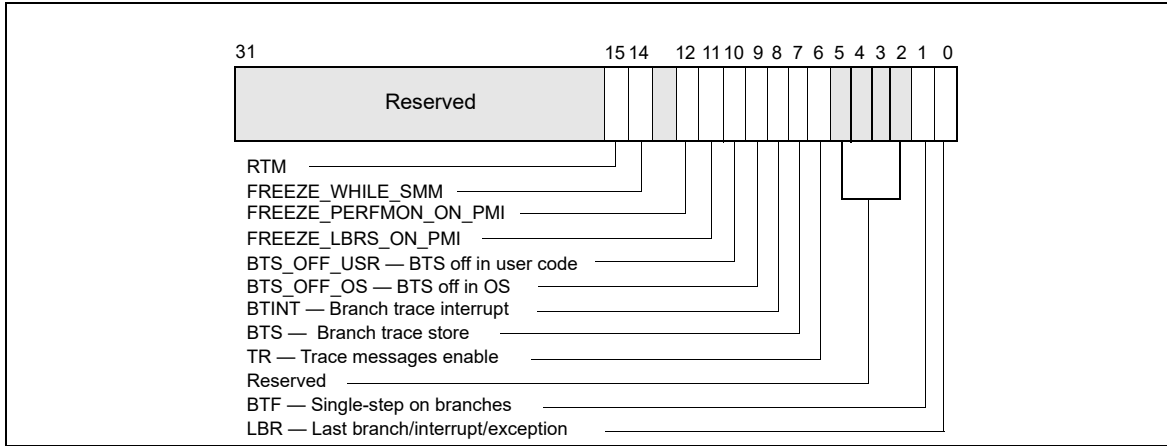 31 15 14 12 11 10 9 8 7 6 5 4 3 2 1 0
Reserved
RTM
FREEZE_WHILE_SMM
FREEZE_PERFMON_ON_PMI
FREEZE_LBRS_ON_PMI
BTS_OFF_USR — BTS off in user code
BTS_OFF_OS — BTS off in OS
BTINT — Branch trace interrupt
BTS — Branch trace store
TR — Trace messages enable
Reserved
BTF — Single-step on branches
LBR — Last branch/interrupt/exception